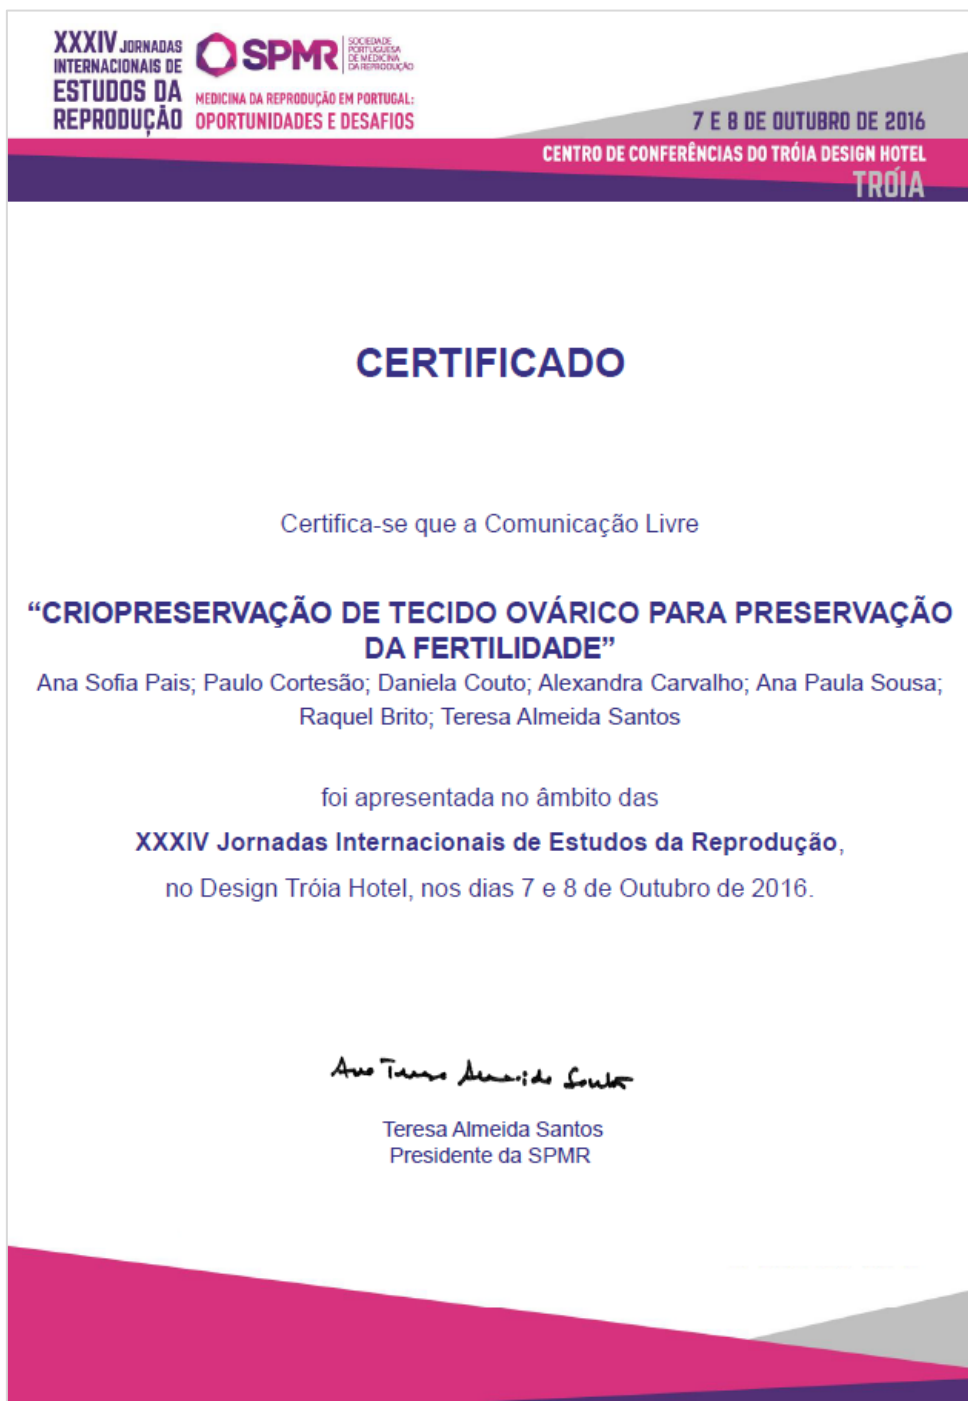 XXXIV JORNADAS
INTERNACIONAIS DE
ESTUDOS DA
REPRODUÇÃO
SPMR
SOCIEDADE
PORTUGUESA
DE MEDICINA
DA REPRODUÇÃO
MEDICINA DA REPRODUÇÃO EM PORTUGAL:
OPORTUNIDADES E DESAFIOS
7 E 8 DE OUTUBRO DE 2016
CENTRO DE CONFERÊNCIAS DO TRÓIA DESIGN HOTEL
TRÓIA
CERTIFICADO
Certifica-se que a Comunicação Livre
“CRIOPRESERVAÇÃO DE TECIDO OVÁRICO PARA PRESERVAÇÃO
DA FERTILIDADE”
Ana Sofia Pais; Paulo Cortesão; Daniela Couto; Alexandra Carvalho; Ana Paula Sousa;
Raquel Brito; Teresa Almeida Santos
foi apresentada no âmbito das
XXXIV Jornadas Internacionais de Estudos da Reprodução,
no Design Tróia Hotel, nos dias 7 e 8 de Outubro de 2016.
Ana Teresa Almeida Santos
Teresa Almeida Santos
Presidente da SPMR